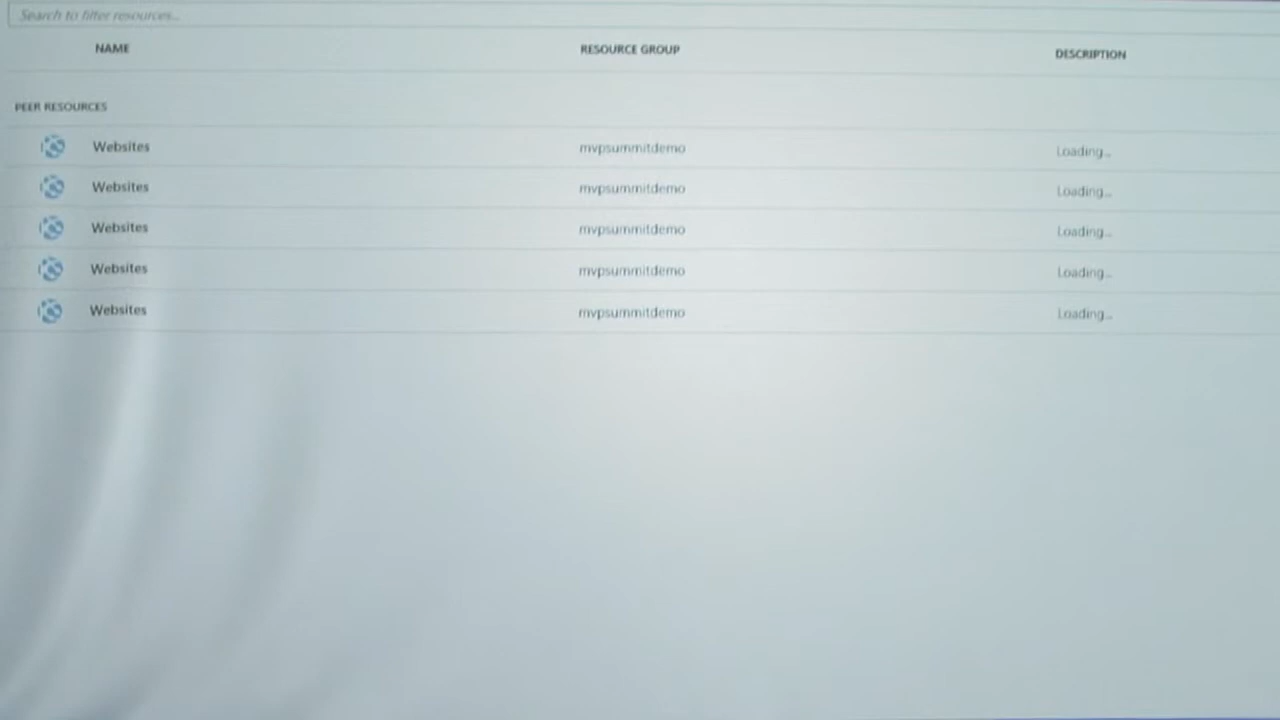 Search to filter resources...
NAME RESOURCE GROUP DESCRIPTION
PEER RESOURCES
Websites mvpsummitdemo Loading...
Websites mvpsummitdemo Loading...
Websites mvpsummitdemo Loading...
Websites mvpsummitdemo Loading...
Websites mvpsummitdemo Loading...